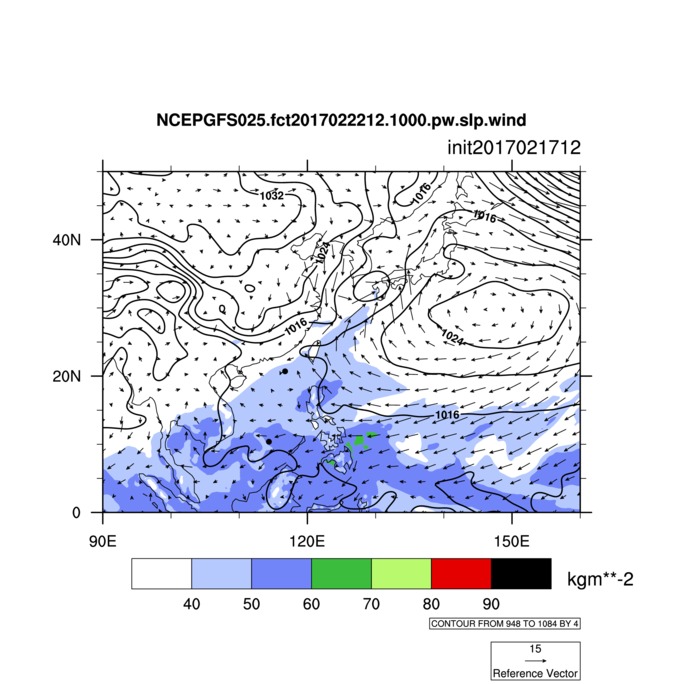 NCEPGFS025.fct2017022212.1000.pw.slp.wind
init2017021712
1032
1016
1016
40N
1024
1016
1024
20N
1016
0
90E 120E 150E
40 50 60 70 80 90
kgm**-2
CONTOUR FROM 948 TO 1084 BY 4
15
Reference Vector